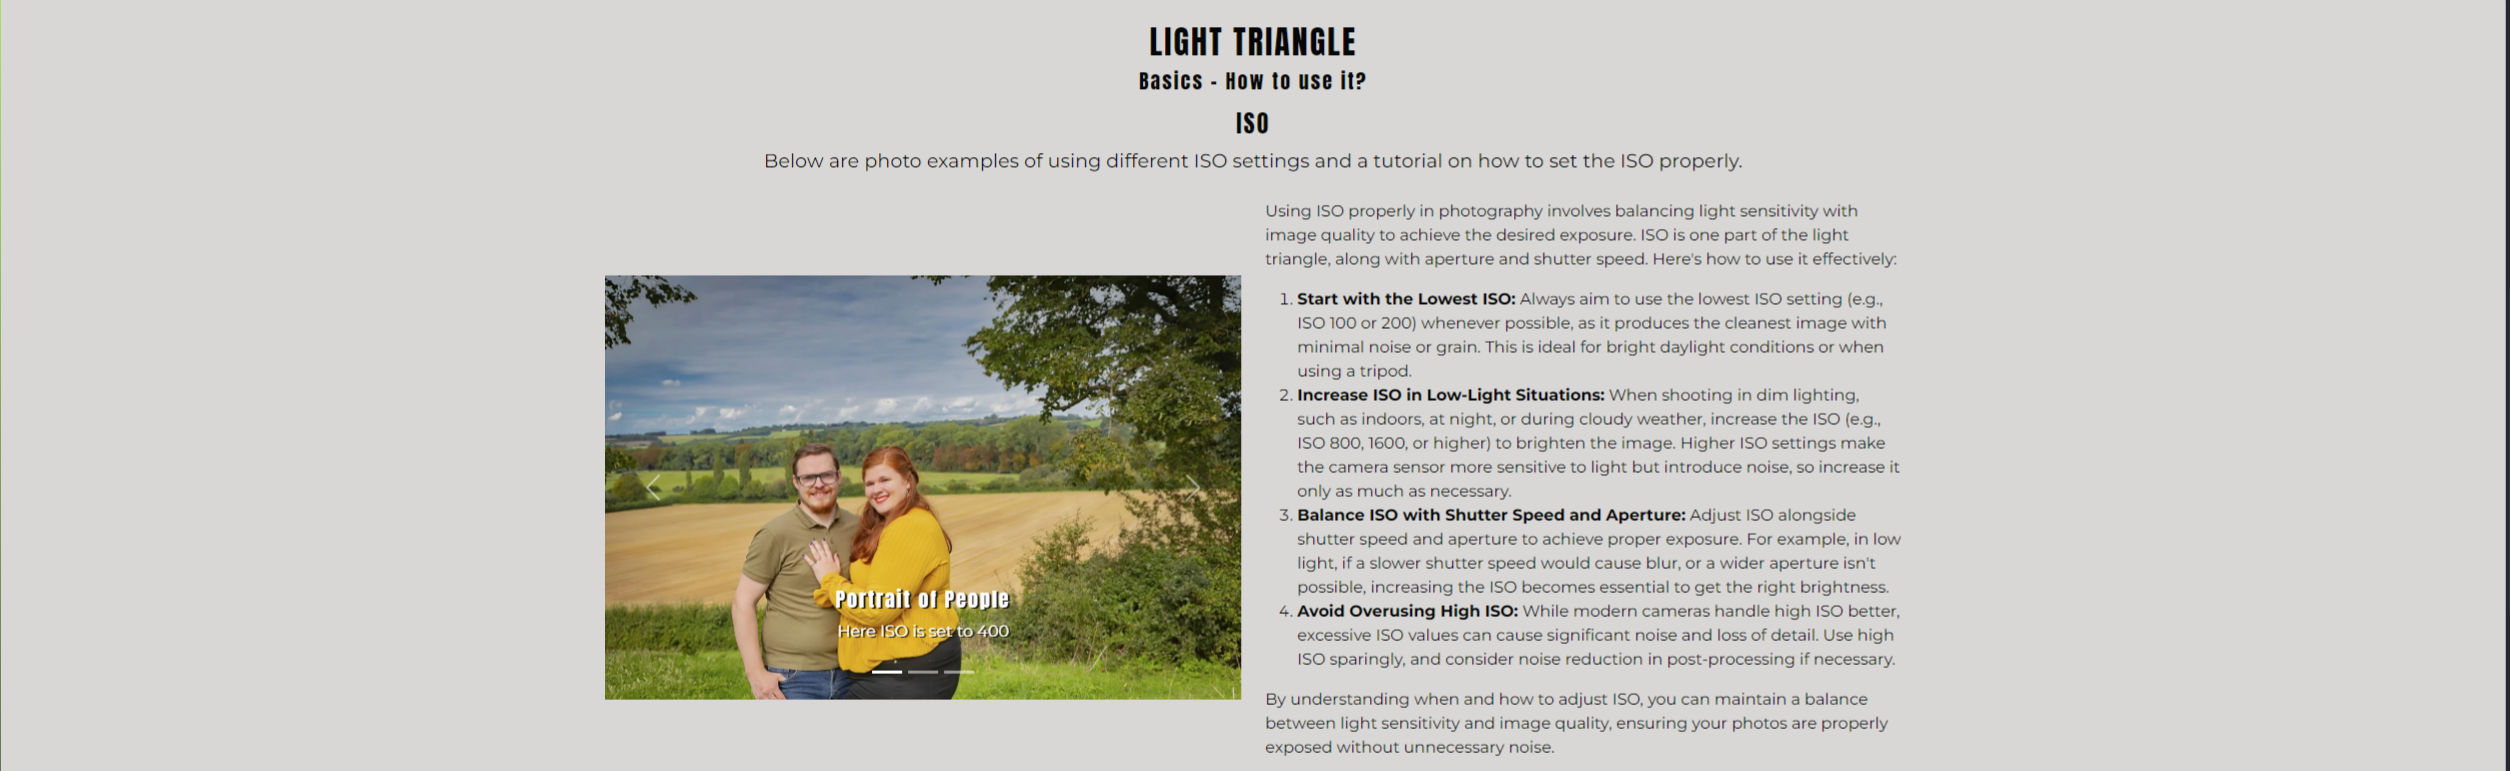 LIGHT TRIANGLE
Basics - How to use it?
ISO
Below are photo examples of using different ISO settings and a tutorial on how to set the ISO properly.
Portrait of People
Here ISO is set to 400
Using ISO properly in photography involves balancing light sensitivity with
image quality to achieve the desired exposure. ISO is one part of the light
triangle, along with aperture and shutter speed. Here's how to use it effectively:
1. Start with the Lowest ISO: Always aim to use the lowest ISO setting (e.g.,
ISO 100 or 200) whenever possible, as it produces the cleanest image with
minimal noise or grain. This is ideal for bright daylight conditions or when
using a tripod.
2. Increase ISO in Low-Light Situations: When shooting in dim lighting,
such as indoors, at night, or during cloudy weather, increase the ISO (e.g.,
ISO 800, 1600, or higher) to brighten the image. Higher ISO settings make
the camera sensor more sensitive to light but introduce noise, so increase it
only as much as necessary.
3. Balance ISO with Shutter Speed and Aperture: Adjust ISO alongside
shutter speed and aperture to achieve proper exposure. For example, in low
light, if a slower shutter speed would cause blur, or a wider aperture isn't
possible, increasing the ISO becomes essential to get the right brightness.
4. Avoid Overusing High ISO: While modern cameras handle high ISO better,
excessive ISO values can cause significant noise and loss of detail. Use high
ISO sparingly, and consider noise reduction in post-processing if necessary.
By understanding when and how to adjust ISO, you can maintain a balance
between light sensitivity and image quality, ensuring your photos are properly
exposed without unnecessary noise.